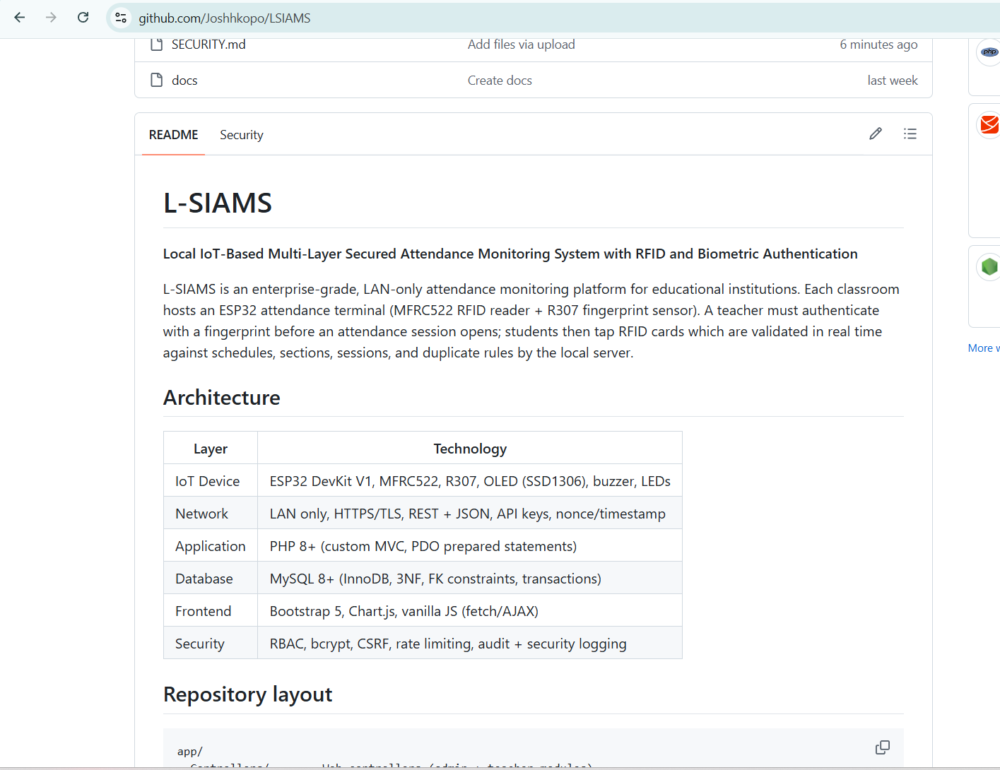 github.com/Joshhkopo/LSIAMS
SECURITY.md Add files via upload 6 minutes ago
docs Create docs last week
php
README Security
L-SIAMS
Local IoT-Based Multi-Layer Secured Attendance Monitoring System with RFID and Biometric Authentication
L-SIAMS is an enterprise-grade, LAN-only attendance monitoring platform for educational institutions. Each classroom
hosts an ESP32 attendance terminal (MFRC522 RFID reader + R307 fingerprint sensor). A teacher must authenticate
with a fingerprint before an attendance session opens; students then tap RFID cards which are validated in real time
against schedules, sections, sessions, and duplicate rules by the local server.
More
Architecture
Layer Technology
IoT Device ESP32 DevKit V1, MFRC522, R307, OLED (SSD1306), buzzer, LEDs
Network LAN only, HTTPS/TLS, REST + JSON, API keys, nonce/timestamp
Application PHP 8+ (custom MVC, PDO prepared statements)
Database MySQL 8+ (InnoDB, 3NF, FK constraints, transactions)
Frontend Bootstrap 5, Chart.js, vanilla JS (fetch/AJAX)
Security RBAC, bcrypt, CSRF, rate limiting, audit + security logging
Repository layout
app/
Controllers/ Web controllers (admin + teacher modules)